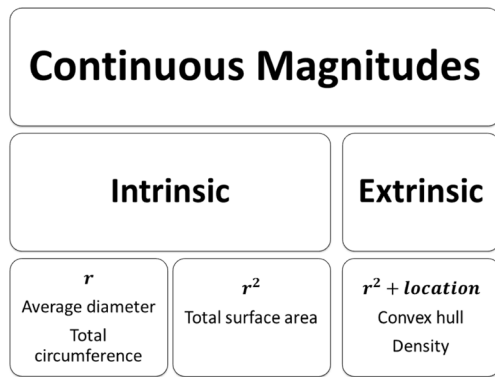 Continuous Magnitudes
Intrinsic
Extrinsic
r
Average diameter
Total
circumference
r²
Total surface area
r² + location
Convex hull
Density